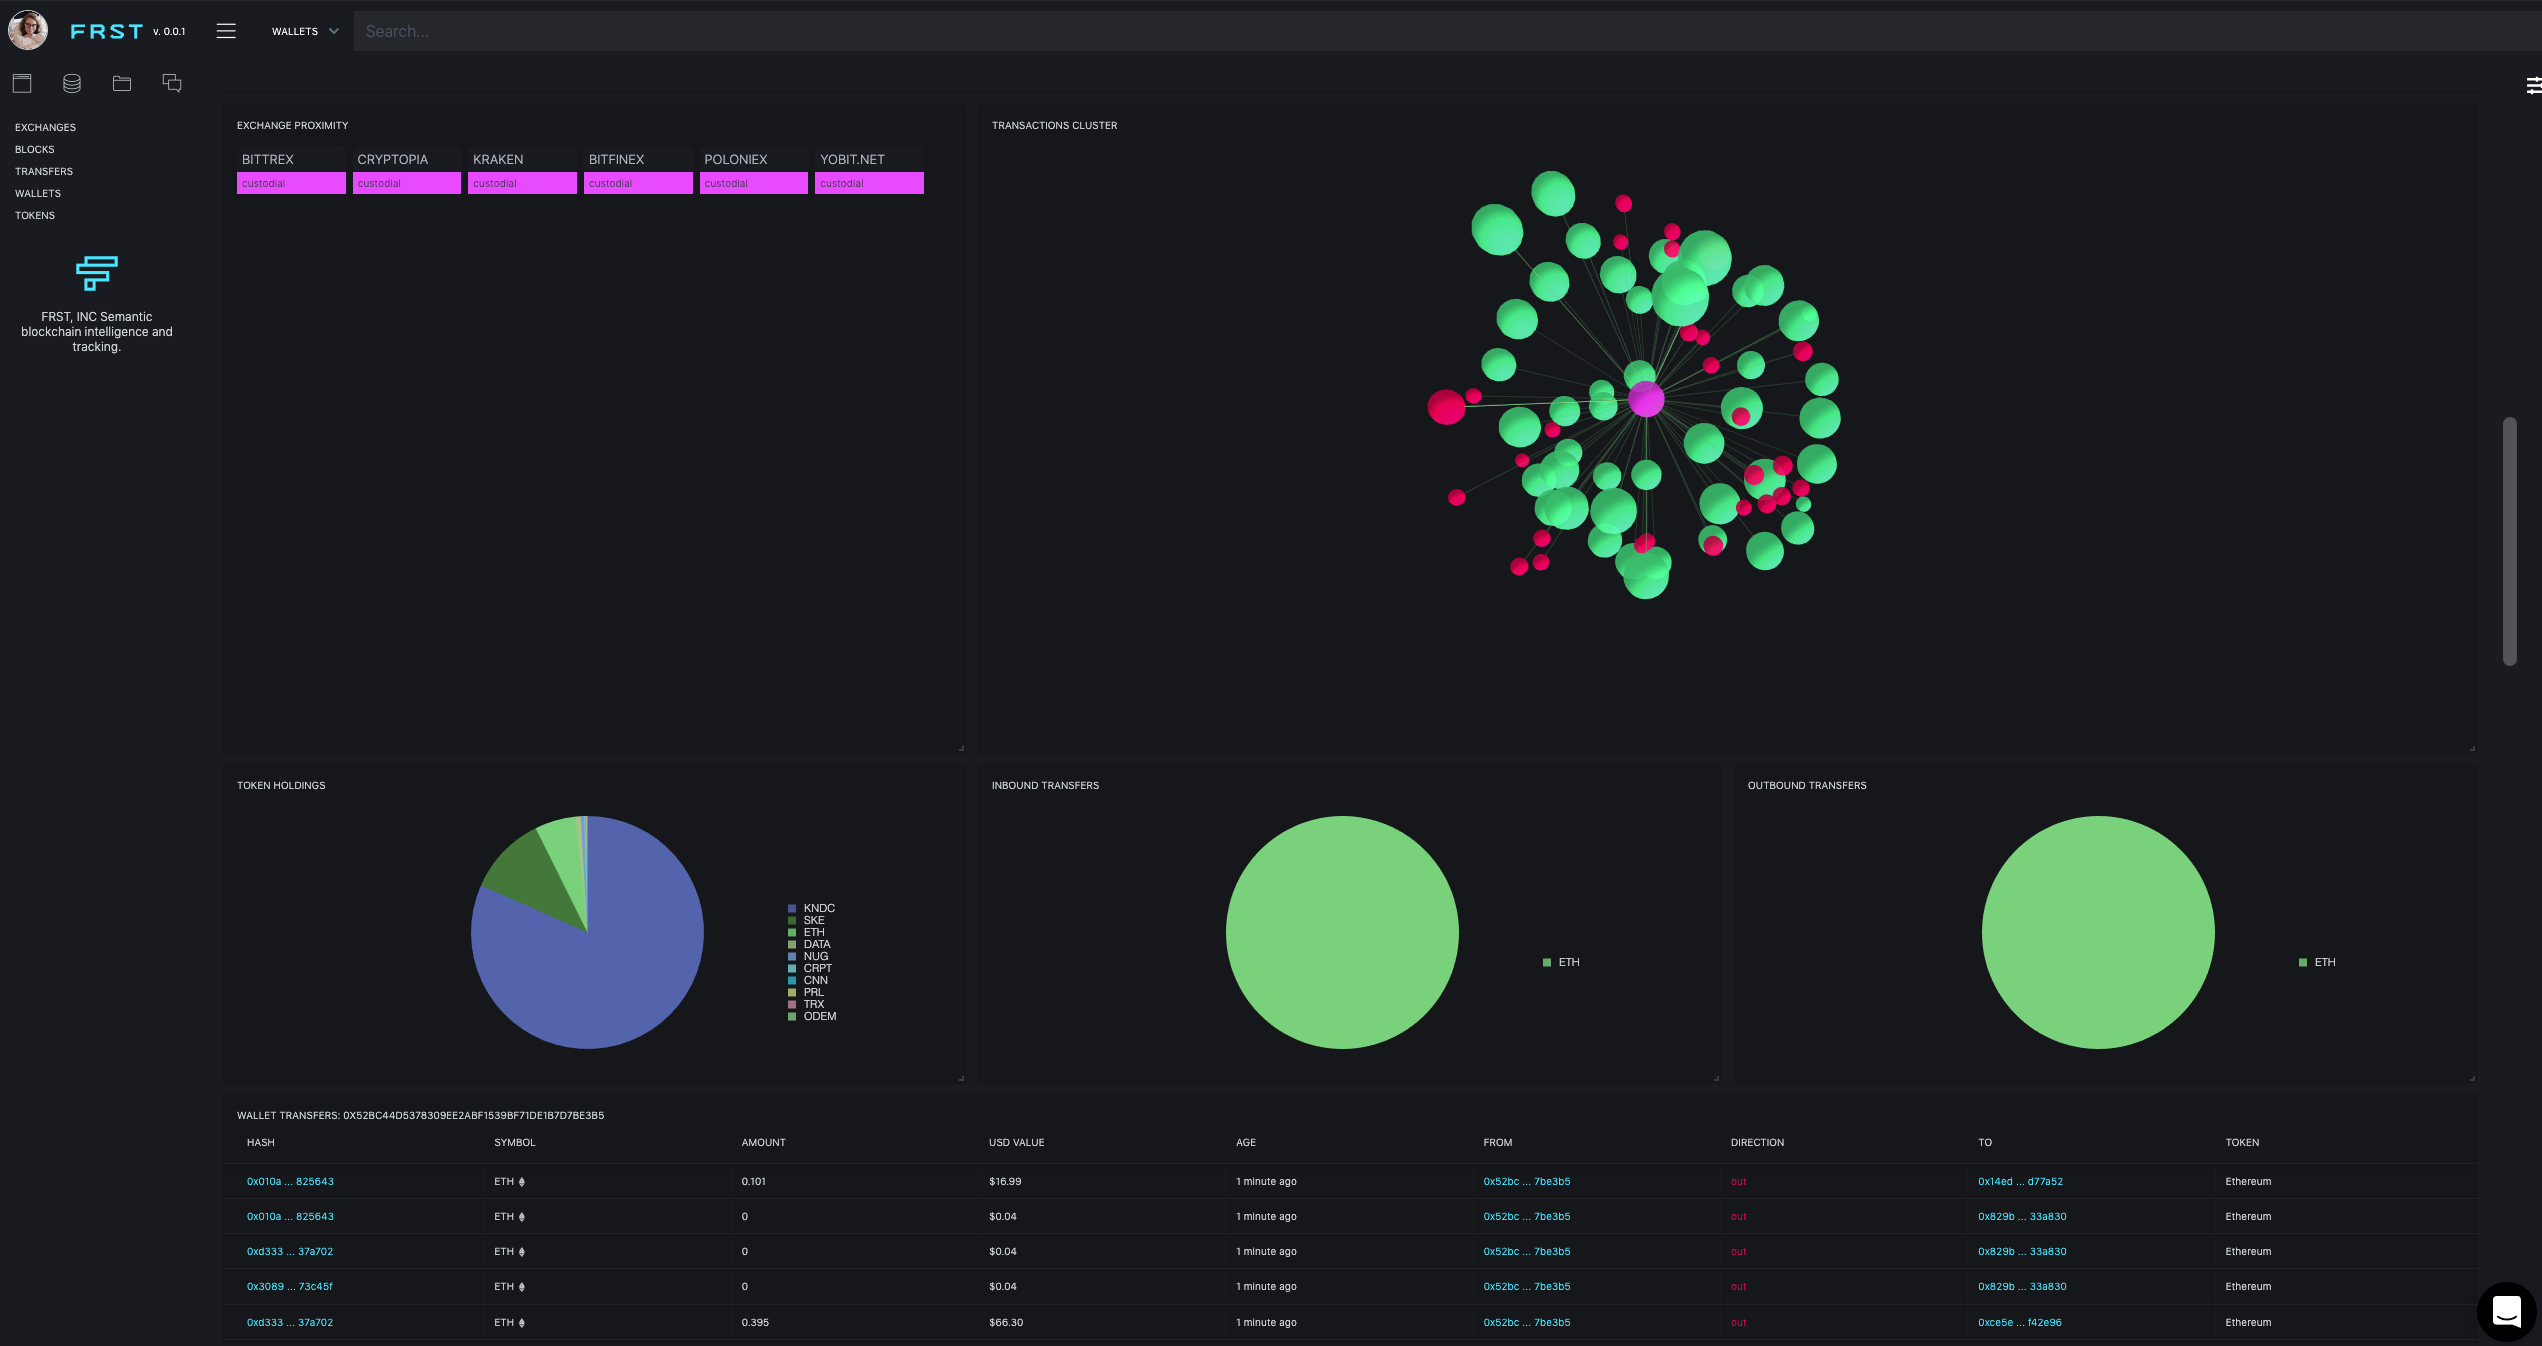 FRST v. 0.0.1
WALLETS
Search...
EXCHANGES
BLOCKS
TRANSFERS
WALLETS
TOKENS
FRST, INC Semantic
blockchain intelligence and
tracking.
EXCHANGE PROXIMITY
BITTREX CRYPTOPIA KRAKEN BITFINEX POLONIEX YOBIT.NET
custodial custodial custodial custodial custodial custodial
TRANSACTIONS CLUSTER
TOKEN HOLDINGS
KNDC
SKE
ETH
DATA
NUG
CRPT
CNN
PRL
TRX
ODEM
INBOUND TRANSFERS
ETH
OUTBOUND TRANSFERS
ETH
WALLET TRANSFERS: 0X52BC44D5378309EE2ABF1539BF71DE1B7D7BE3B5
HASH SYMBOL AMOUNT USD VALUE AGE FROM DIRECTION TO TOKEN
0x010a ... 825643 ETH 0.101 $16.99 1 minute ago 0x52bc ... 7be3b5 out 0x14ed ... d77a52 Ethereum
0x010a ... 825643 ETH 0 $0.04 1 minute ago 0x52bc ... 7be3b5 out 0x829b ... 33a830 Ethereum
0xd333 ... 37a702 ETH 0 $0.04 1 minute ago 0x52bc ... 7be3b5 out 0x829b ... 33a830 Ethereum
0x3089 ... 73c45f ETH 0 $0.04 1 minute ago 0x52bc ... 7be3b5 out 0x829b ... 33a830 Ethereum
0xd333 ... 37a702 ETH 0.395 $66.30 1 minute ago 0x52bc ... 7be3b5 out 0xce5e ... f42e96 Ethereum